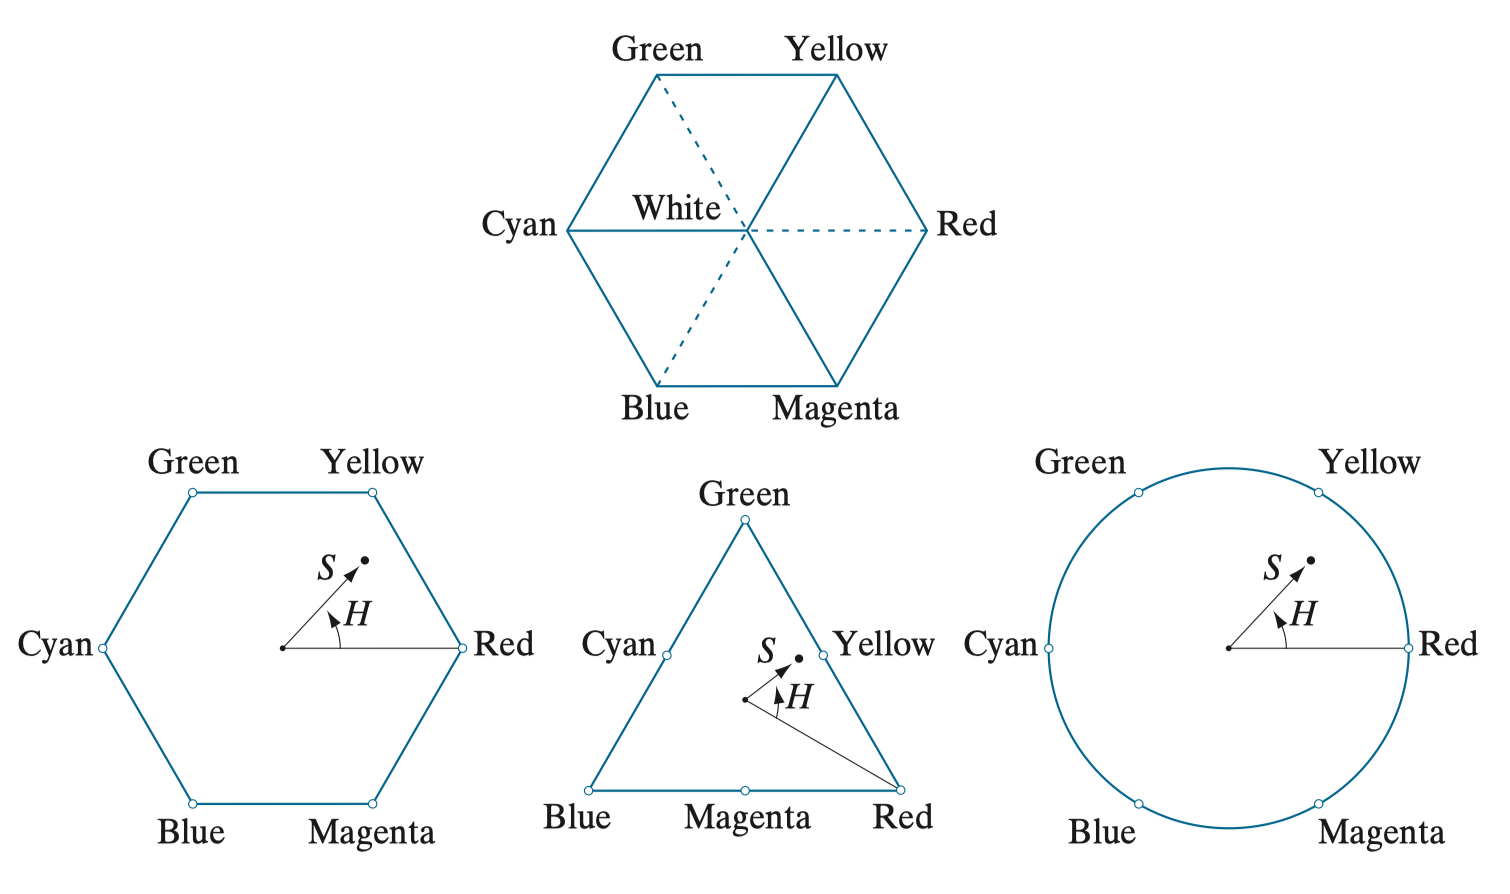 Green Yellow
White
Cyan Red
Blue Magenta
Green Yellow
S
H
Cyan Red
Blue Magenta
Green
Cyan S Yellow
H
Blue Magenta Red
Green Yellow
S
H
Cyan Red
Blue Magenta